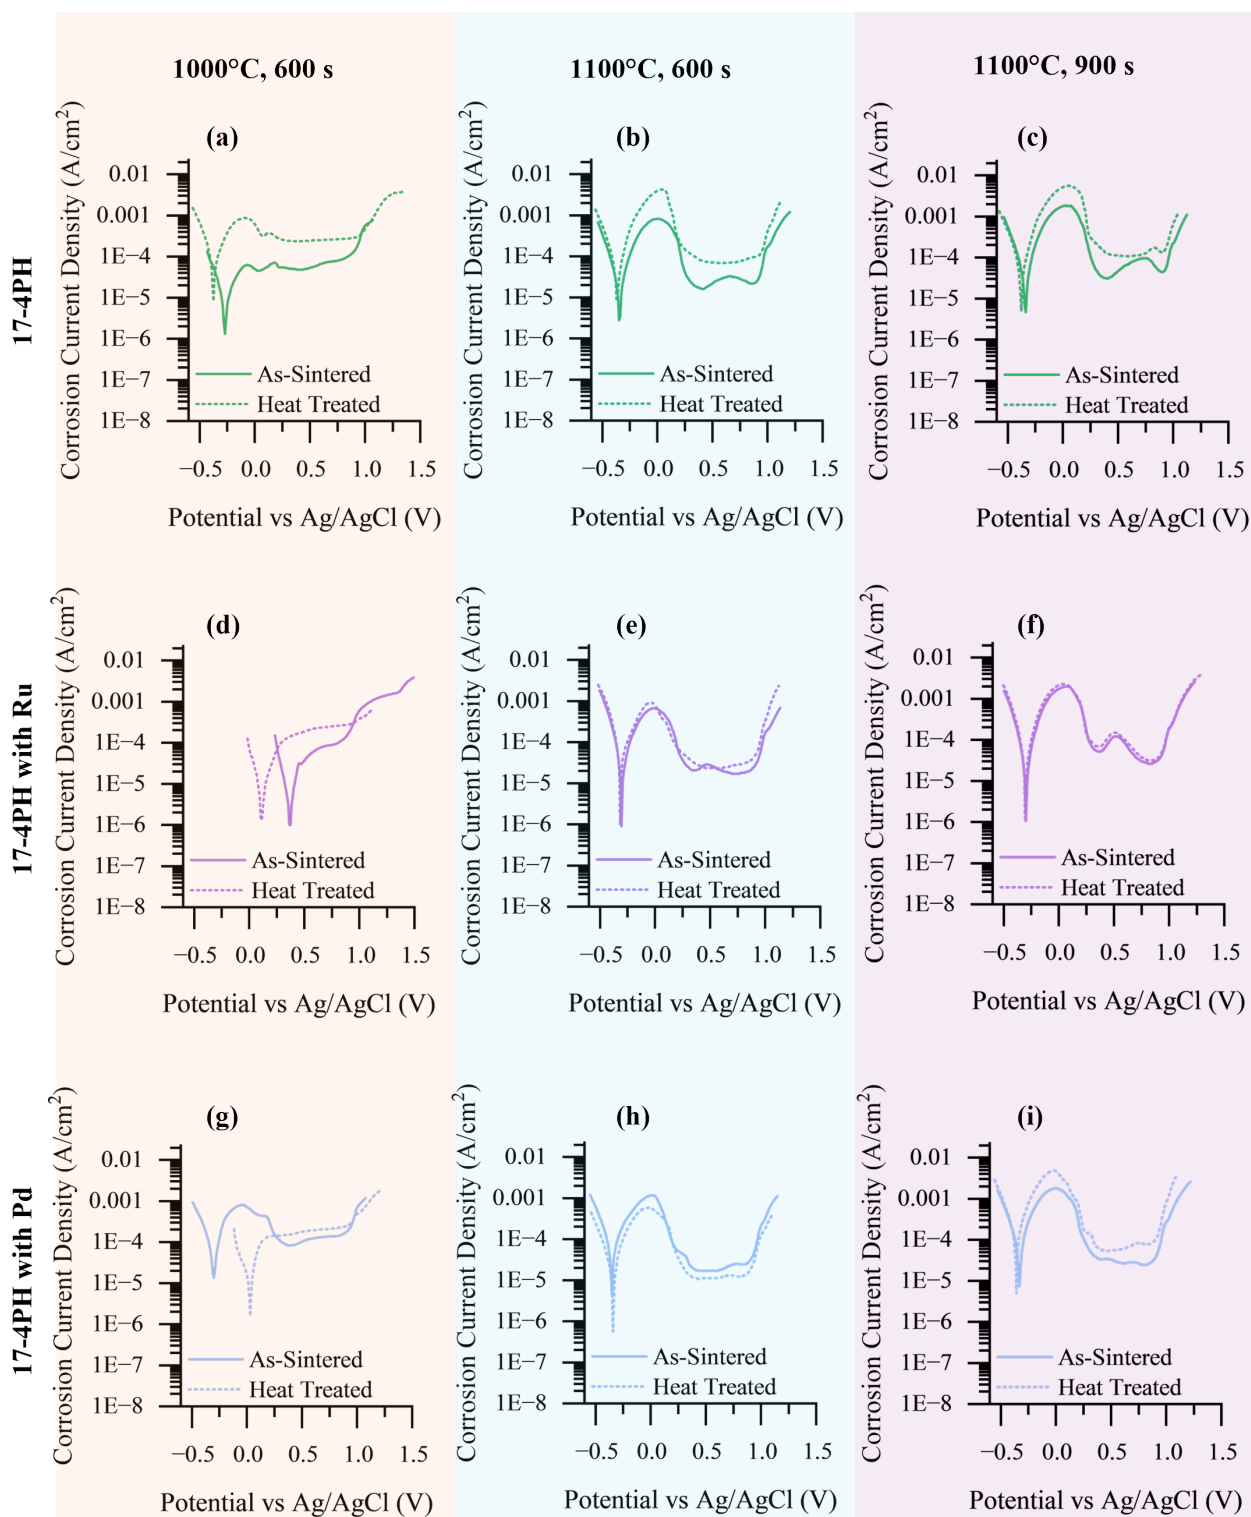 1000°C, 600 s
1100°C, 600 s
1100°C, 900 s
17-4PH
(a)
Corrosion Current Density (A/cm²)
0.01
0.001
1E−4
1E−5
1E−6
1E−7
1E−8
As-Sintered
Heat Treated
−0.5 0.0 0.5 1.0 1.5
Potential vs Ag/AgCl (V)
(b)
Corrosion Current Density (A/cm²)
0.01
0.001
1E−4
1E−5
1E−6
1E−7
1E−8
As-Sintered
Heat Treated
−0.5 0.0 0.5 1.0 1.5
Potential vs Ag/AgCl (V)
(c)
Corrosion Current Density (A/cm²)
0.01
0.001
1E−4
1E−5
1E−6
1E−7
1E−8
As-Sintered
Heat Treated
−0.5 0.0 0.5 1.0 1.5
Potential vs Ag/AgCl (V)
17-4PH with Ru
(d)
Corrosion Current Density (A/cm²)
0.01
0.001
1E−4
1E−5
1E−6
1E−7
1E−8
As-Sintered
Heat Treated
−0.5 0.0 0.5 1.0 1.5
Potential vs Ag/AgCl (V)
(e)
Corrosion Current Density (A/cm²)
0.01
0.001
1E−4
1E−5
1E−6
1E−7
1E−8
As-Sintered
Heat Treated
−0.5 0.0 0.5 1.0 1.5
Potential vs Ag/AgCl (V)
(f)
Corrosion Current Density (A/cm²)
0.01
0.001
1E−4
1E−5
1E−6
1E−7
1E−8
As-Sintered
Heat Treated
−0.5 0.0 0.5 1.0 1.5
Potential vs Ag/AgCl (V)
17-4PH with Pd
(g)
Corrosion Current Density (A/cm²)
0.01
0.001
1E−4
1E−5
1E−6
1E−7
1E−8
As-Sintered
Heat Treated
−0.5 0.0 0.5 1.0 1.5
Potential vs Ag/AgCl (V)
(h)
Corrosion Current Density (A/cm²)
0.01
0.001
1E−4
1E−5
1E−6
1E−7
1E−8
As-Sintered
Heat Treated
−0.5 0.0 0.5 1.0 1.5
Potential vs Ag/AgCl (V)
(i)
Corrosion Current Density (A/cm²)
0.01
0.001
1E−4
1E−5
1E−6
1E−7
1E−8
As-Sintered
Heat Treated
−0.5 0.0 0.5 1.0 1.5
Potential vs Ag/AgCl (V)